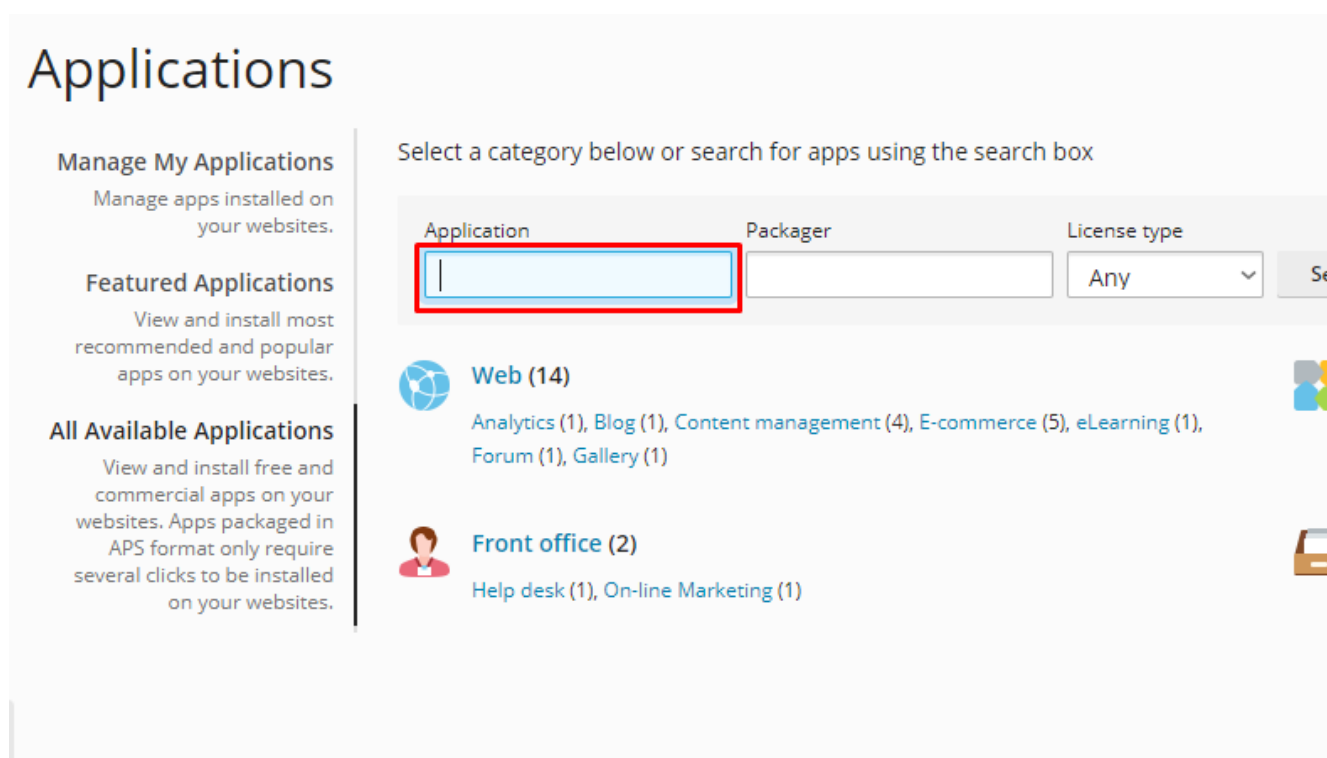 Applications
Manage My Applications
Manage apps installed on
your websites.
Featured Applications
View and install most
recommended and popular
apps on your websites.
All Available Applications
View and install free and
commercial apps on your
websites. Apps packaged in
APS format only require
several clicks to be installed
on your websites.
Select a category below or search for apps using the search box
Application Packager License type
Any Se
Web (14)
Analytics (1), Blog (1), Content management (4), E-commerce (5), eLearning (1),
Forum (1), Gallery (1)
Front office (2)
Help desk (1), On-line Marketing (1)